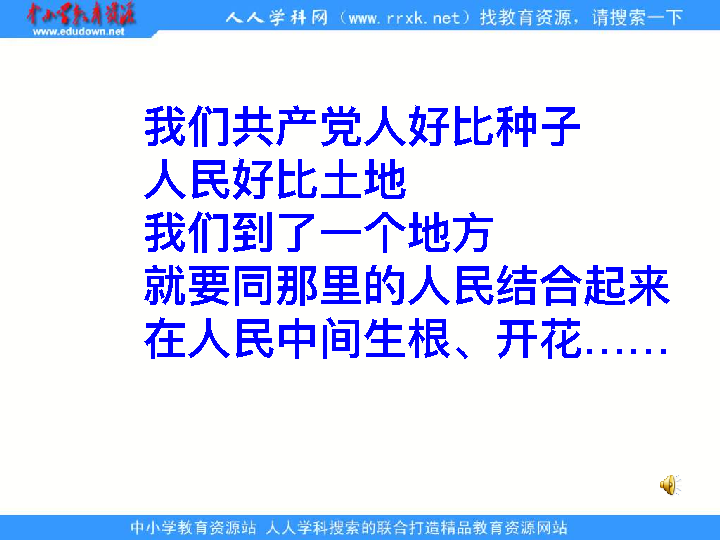 中小学教育资源
www.edudown.net
人人学科网（www.rrxk.net）找教育资源，请搜索一下
我们共产党人好比种子
人民好比土地
我们到了一个地方
就要同那里的人民结合起来
在人民中间生根、开花……
中小学教育资源站 人人学科搜索的联合打造精品教育资源网站